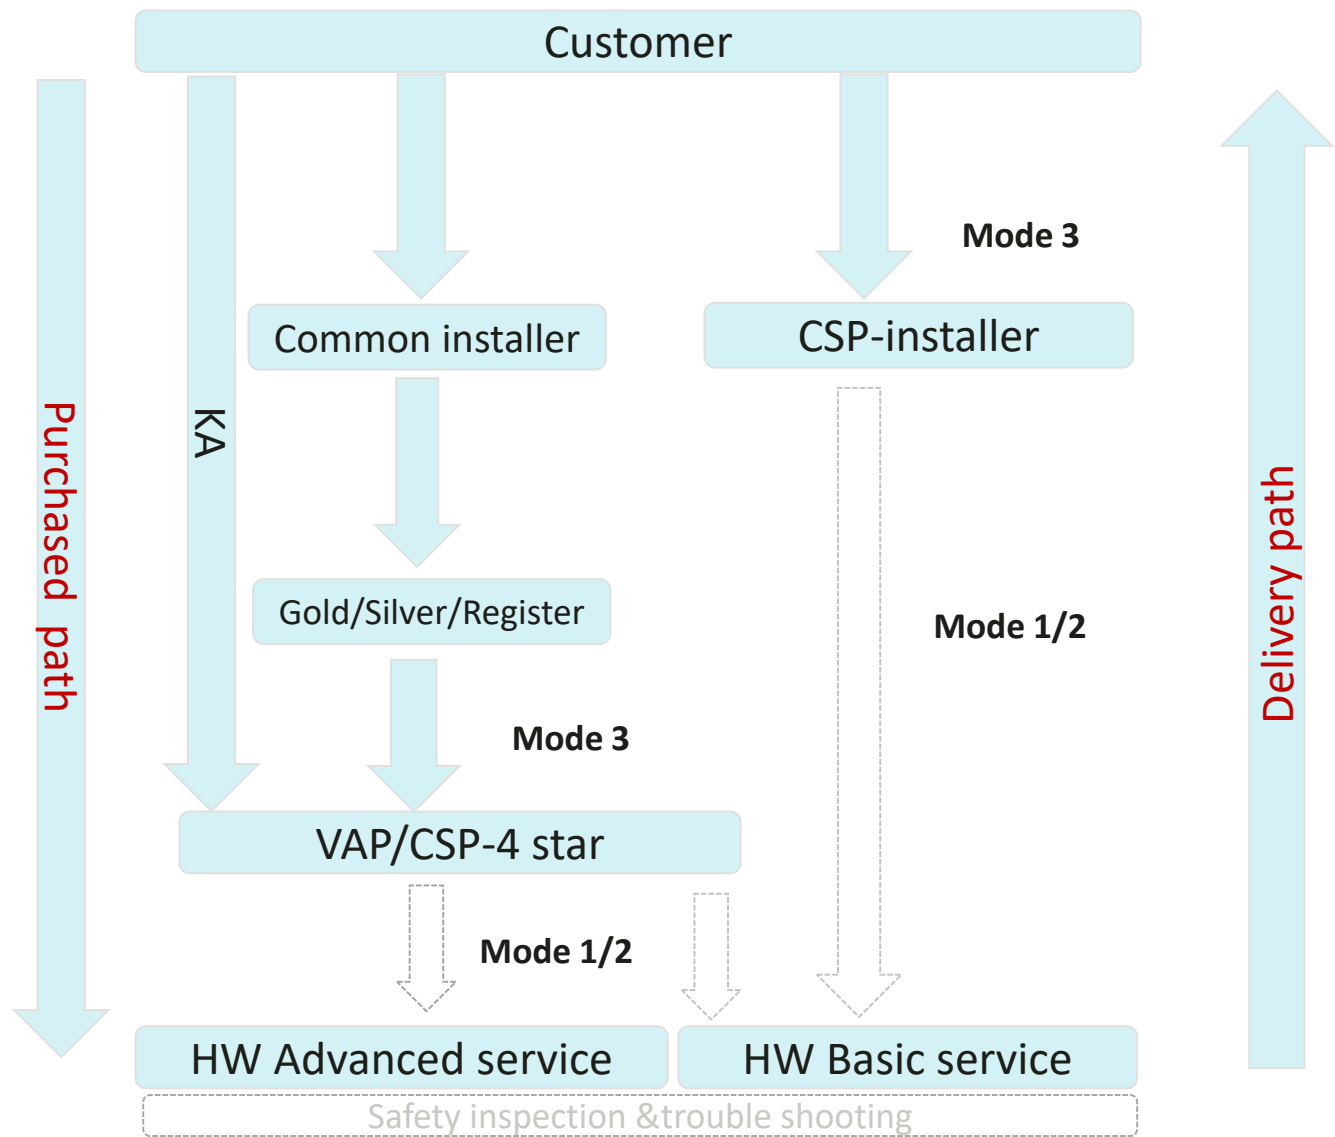 Customer
Mode 3
Common installer
CSP-installer
KA
Purchased path
Delivery path
Gold/Silver/Register
Mode 1/2
Mode 3
VAP/CSP-4 star
Mode 1/2
HW Advanced service
HW Basic service
Safety inspection &trouble shooting